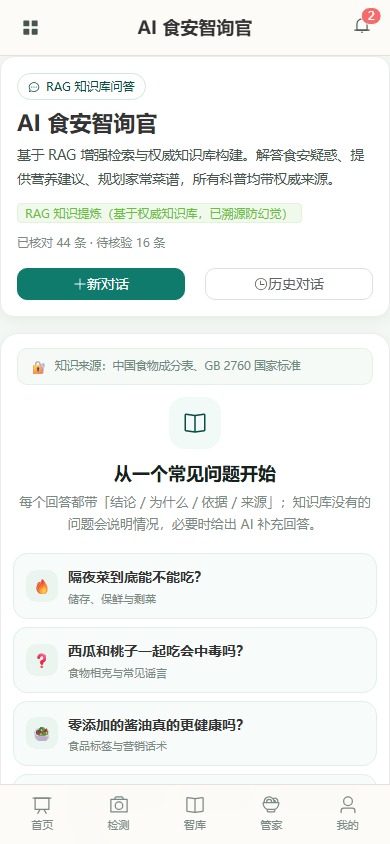 AI 食安智询官
2
RAG 知识库问答
AI 食安智询官
基于 RAG 增强检索与权威知识库构建。解答食安疑惑、提
供营养建议、规划家常菜谱，所有科普均带权威来源。
RAG 知识提炼（基于权威知识库，已溯源防幻觉）
已核对 44 条 · 待核验 16 条
+新对话
历史对话
知识来源：中国食物成分表、GB 2760 国家标准
从一个常见问题开始
每个回答都带「结论 / 为什么 / 依据 / 来源」；知识库没有的
问题会说明情况，必要时给出 AI 补充回答。
隔夜菜到底能不能吃？
储存、保鲜与剩菜
西瓜和桃子一起吃会中毒吗？
食物相克与常见谣言
零添加的酱油真的更健康吗？
食品标签与营销话术
首页
检测
智库
管家
我的